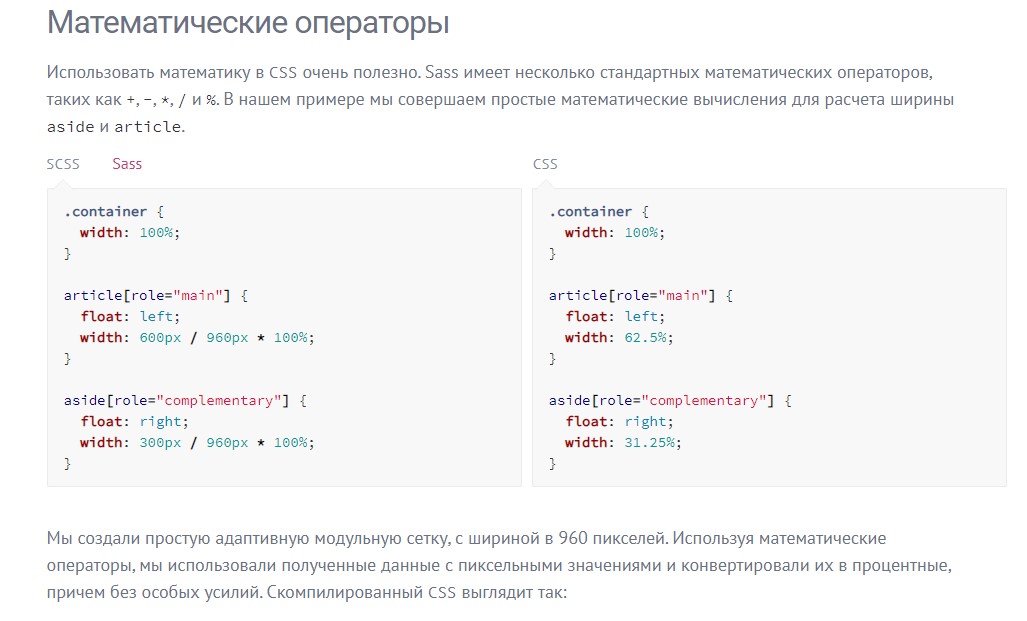 Математические операторы
Использовать математику в CSS очень полезно. Sass имеет несколько стандартных математических операторов,
таких как +, -, *, / и %. В нашем примере мы совершаем простые математические вычисления для расчета ширины
aside и article.
SCSS Sass
.container {
  width: 100%;
}

article[role="main"] {
  float: left;
  width: 600px / 960px * 100%;
}

aside[role="complementary"] {
  float: right;
  width: 300px / 960px * 100%;
}
CSS
.container {
  width: 100%;
}

article[role="main"] {
  float: left;
  width: 62.5%;
}

aside[role="complementary"] {
  float: right;
  width: 31.25%;
}
Мы создали простую адаптивную модульную сетку, с шириной в 960 пикселей. Используя математические
операторы, мы использовали полученные данные с пиксельными значениями и конвертировали их в процентные,
причем без особых усилий. Скомпилированный CSS выглядит так: